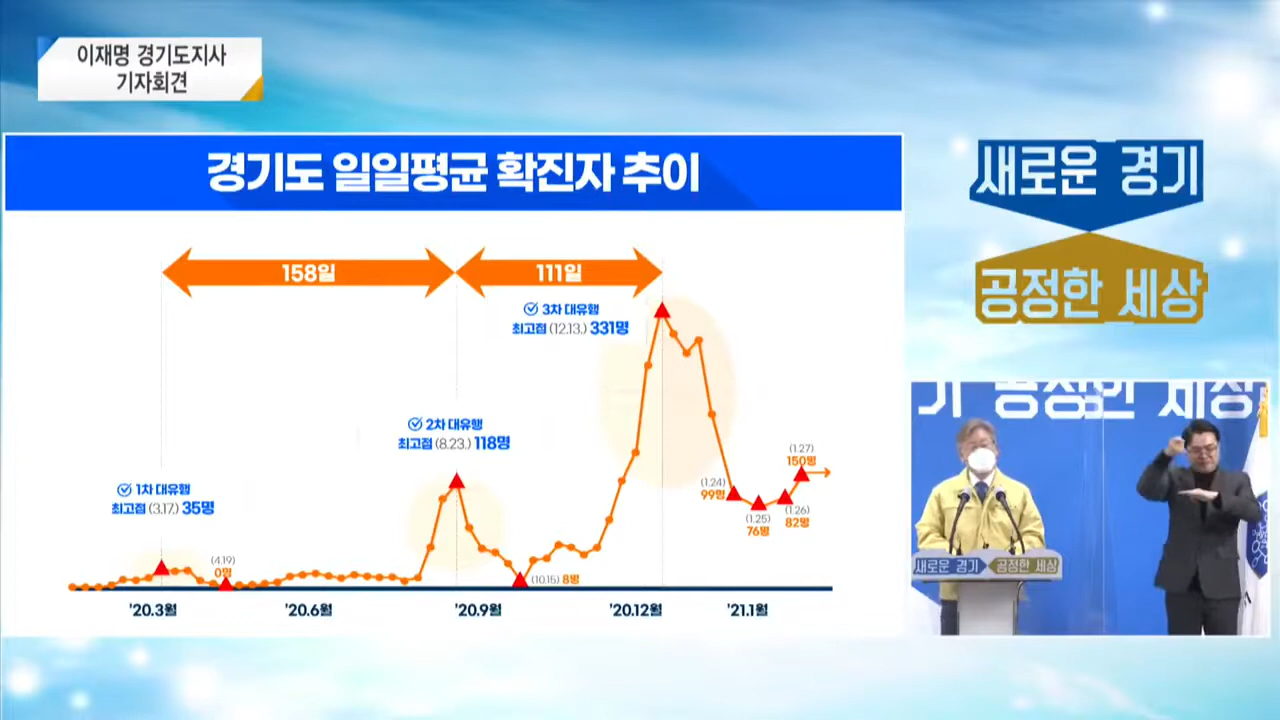 이재명 경기도지사
기자회견
경기도 일일평균 확진자 추이
새로운 경기
공정한 세상
158일
111일
3차 대유행
최고점 (12.13.) 331명
2차 대유행
최고점 (8.23.) 118명
1차 대유행
최고점 (3.17.) 35명
(4.19)
0명
(10.15) 8명
(1.24)
99명
(1.25)
76명
(1.26)
82명
(1.27)
150명
'20.3월
'20.6월
'20.9월
'20.12월
'21.1월
기 공정한 세상
새로운 경기 공정한 세상